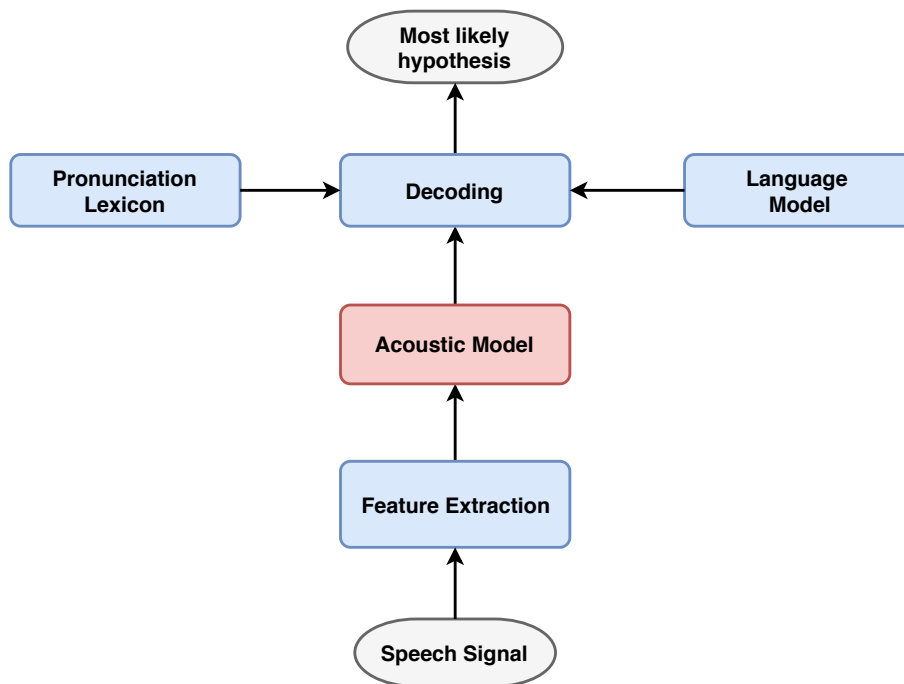 Most likely
hypothesis
Pronunciation
Lexicon
Decoding
Language
Model
Acoustic Model
Feature Extraction
Speech Signal